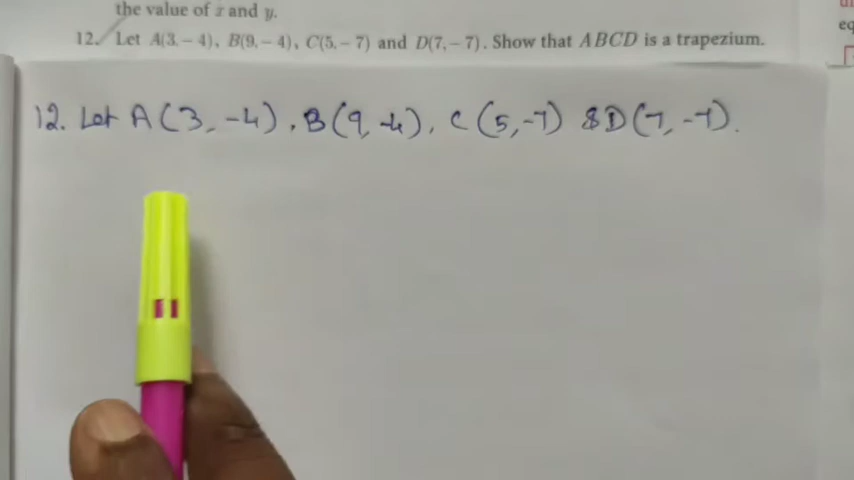 the value of x and y.
12. Let A(3, – 4), B(9, – 4), C(5, – 7) and D(7, – 7). Show that ABCD is a trapezium.
eq
12. Let A(3, -4), B(9, -4), C(5, -7) & D(7, -7).